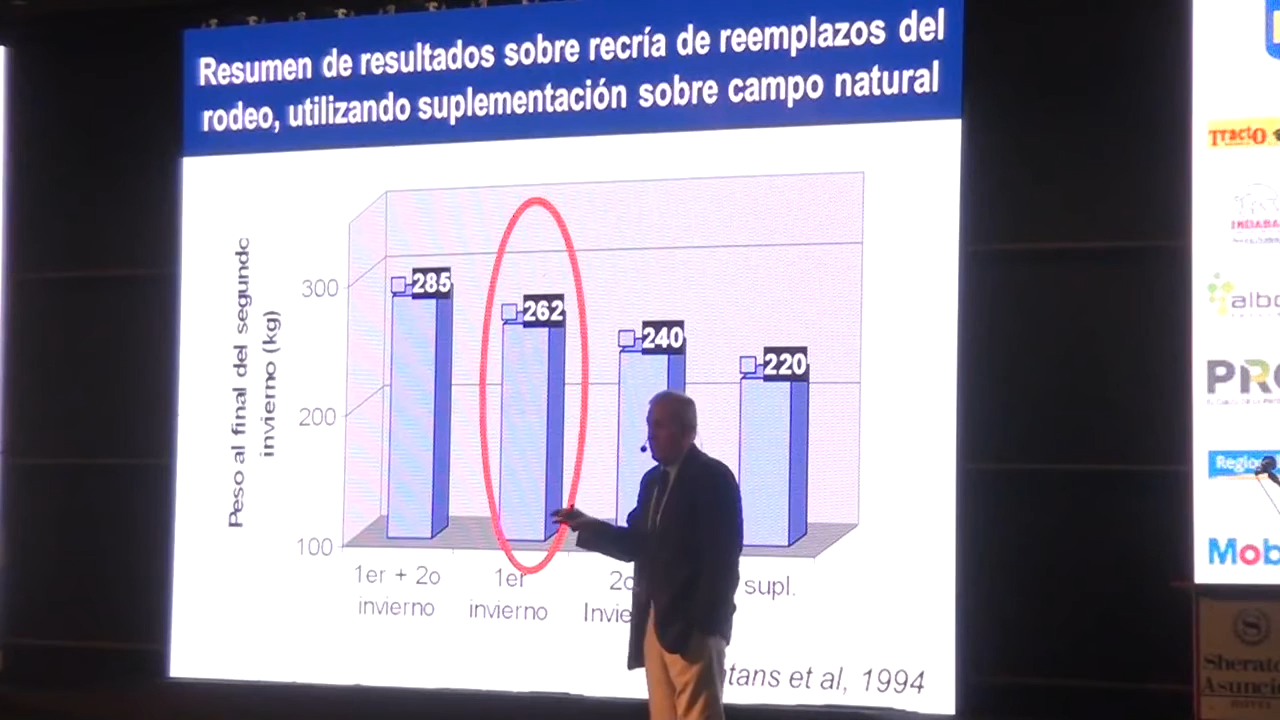 Resumen de resultados sobre recría de reemplazos del
rodeo, utilizando suplementación sobre campo natural
Peso al final del segundo
invierno (kg)
300
200
100
285
262
240
220
1er + 2o
invierno
1er
invierno
2o
supl.
et al, 1994
Tracto
INDABA
PRO
Mob
S